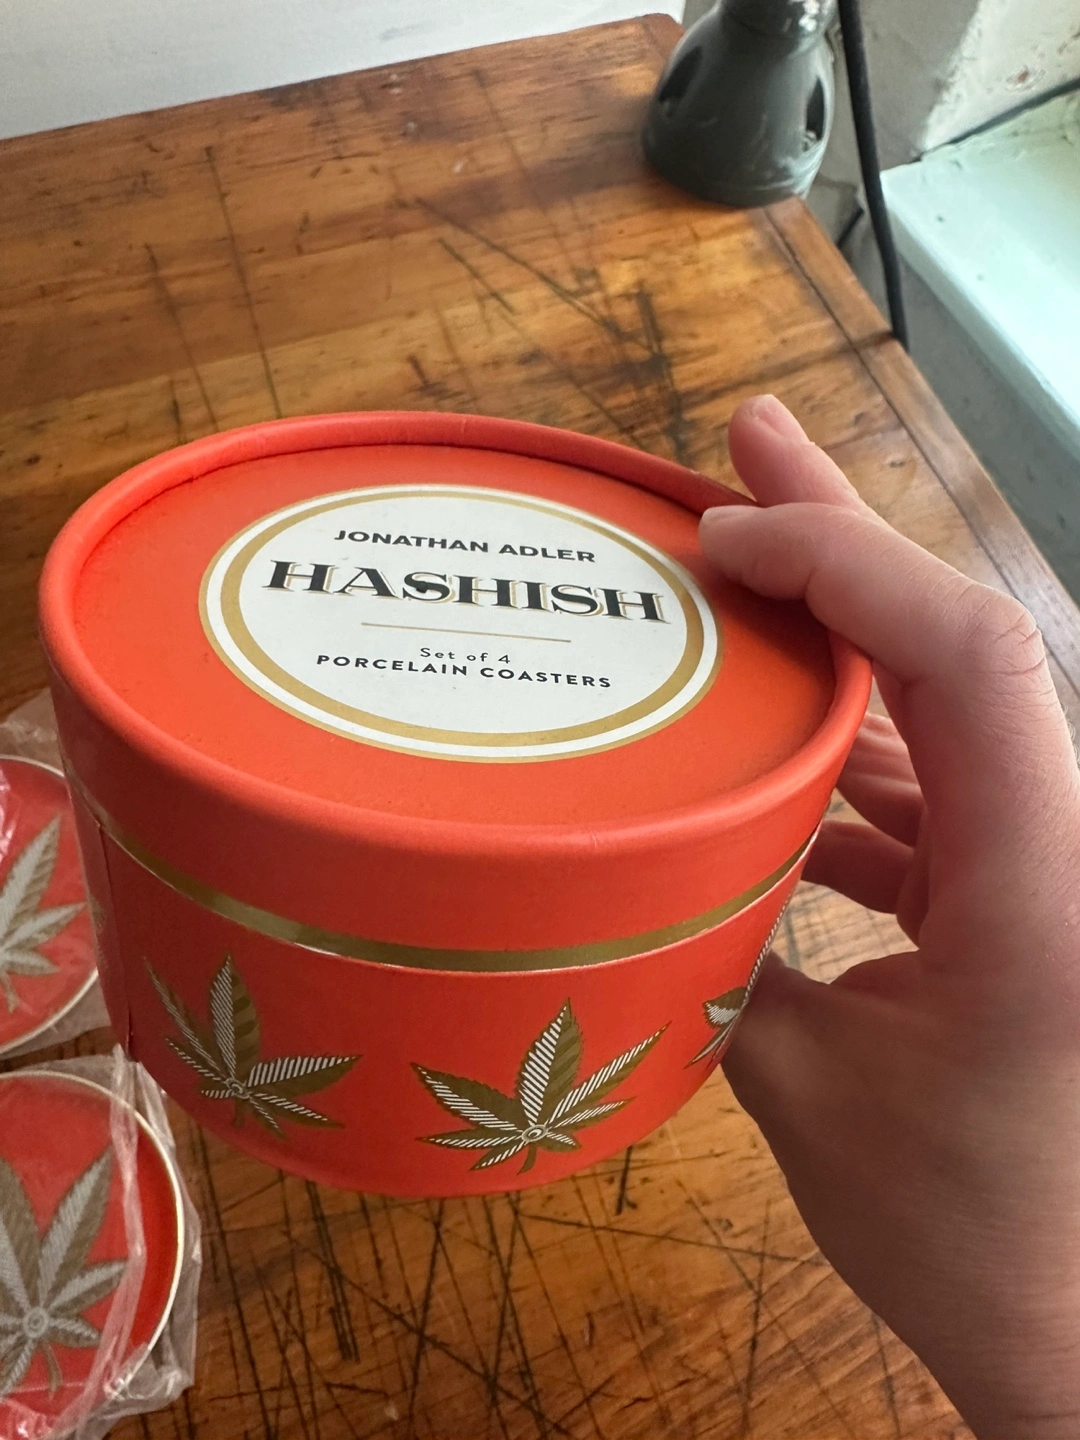 JONATHAN ADLER
HASHISH
Set of 4
PORCELAIN COASTERS